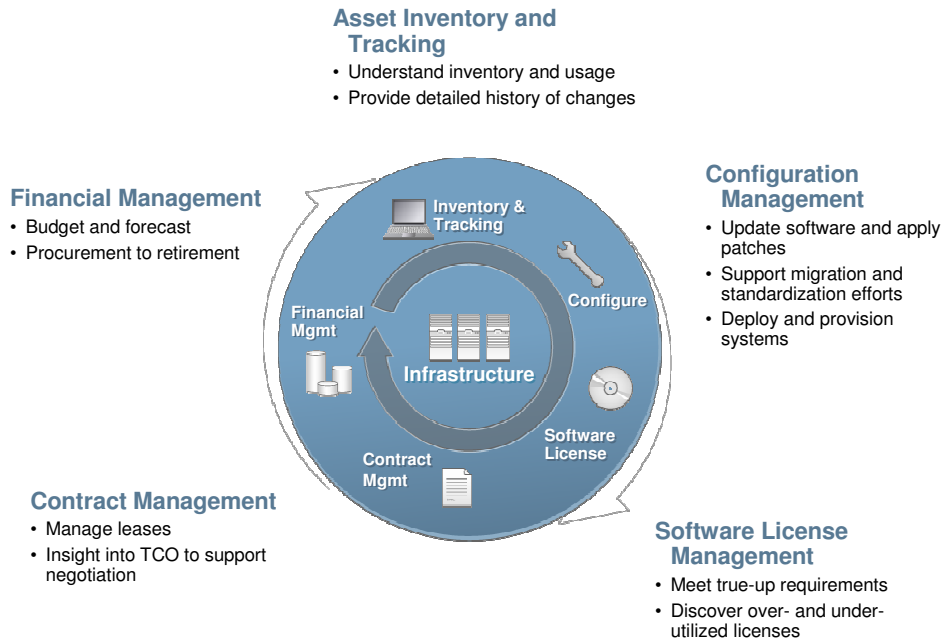 Asset Inventory and
Tracking
• Understand inventory and usage
• Provide detailed history of changes
Financial Management
• Budget and forecast
• Procurement to retirement
Configuration
Management
• Update software and apply
patches
• Support migration and
standardization efforts
• Deploy and provision
systems
Inventory &
Tracking
Configure
Financial
Mgmt
Infrastructure
Software
License
Contract
Mgmt
Contract Management
• Manage leases
• Insight into TCO to support
negotiation
Software License
Management
• Meet true-up requirements
• Discover over- and under-
utilized licenses